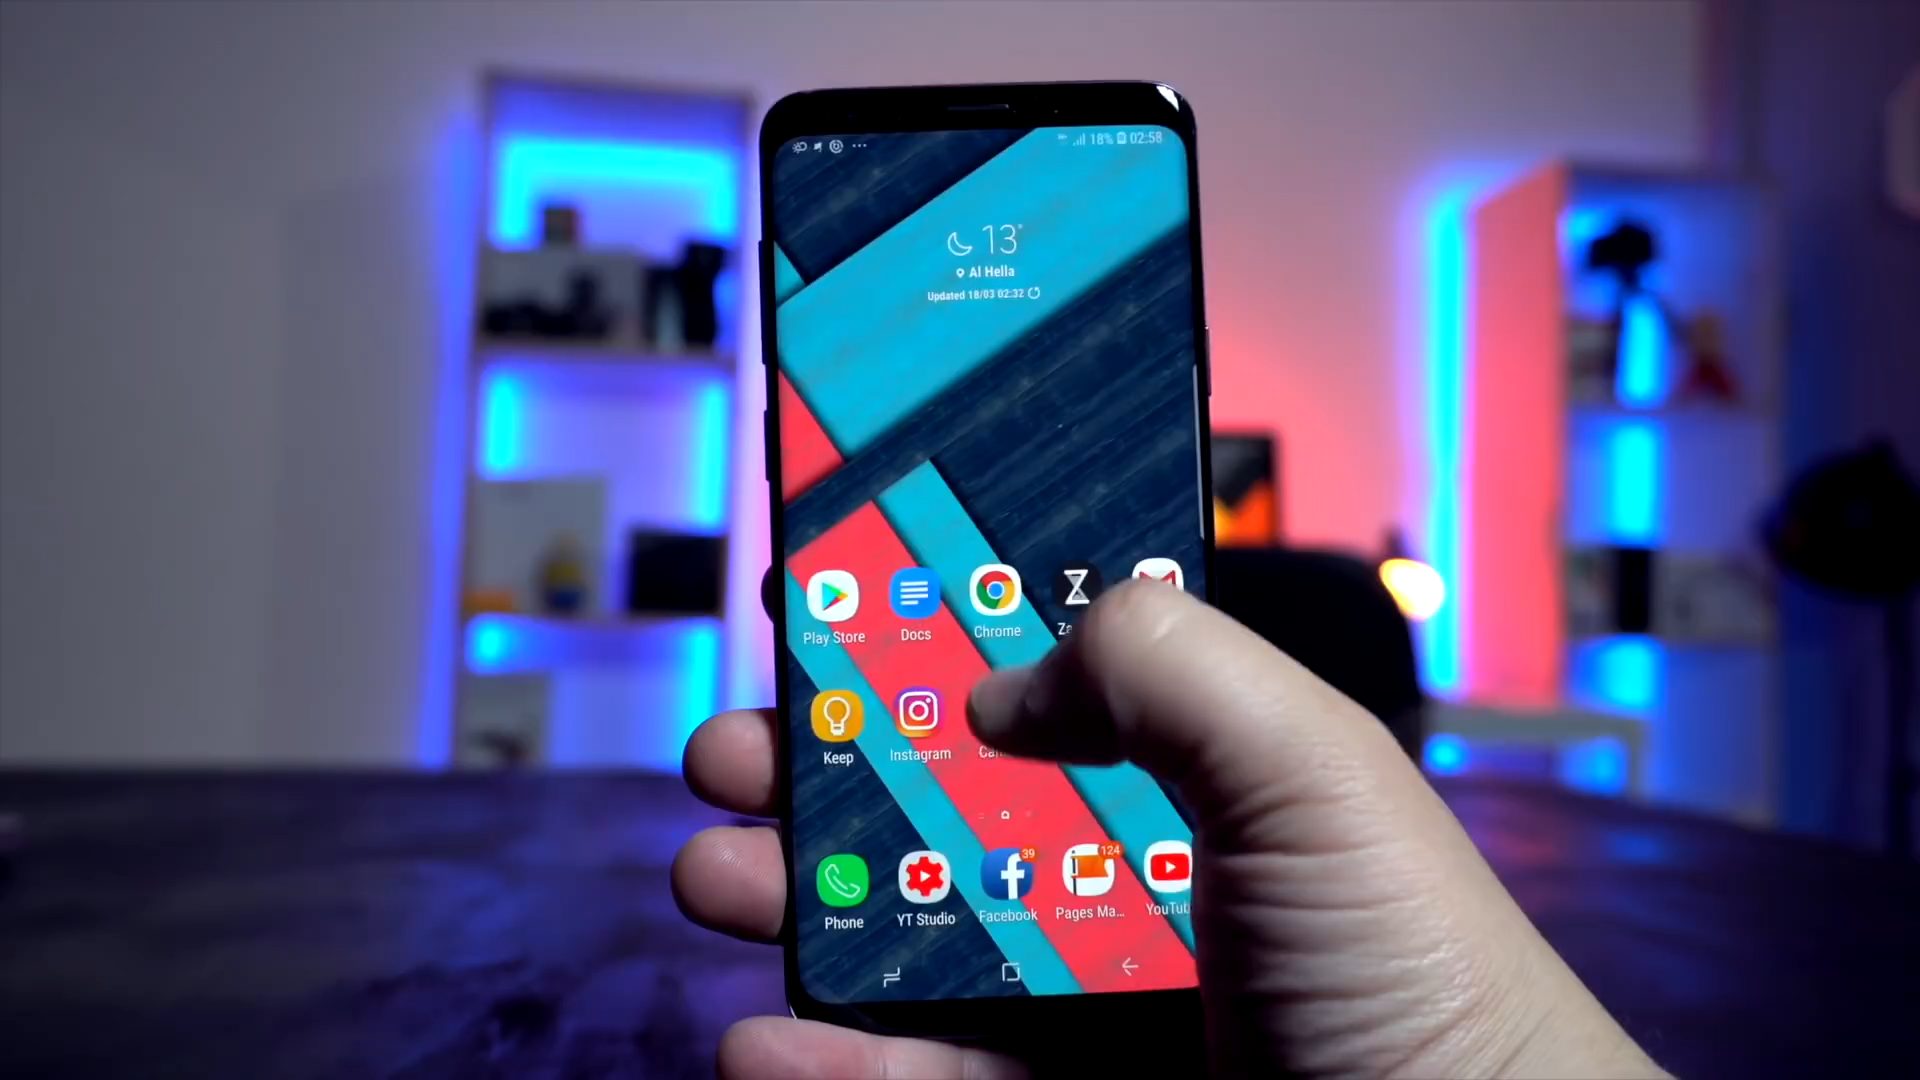 18% 02:58
13°
Al Hella
Updated 18/03 02:32
Play Store
Docs
Chrome
Keep
Instagram
39
124
Phone
YT Studio
Facebook
Pages Ma...
YouTub